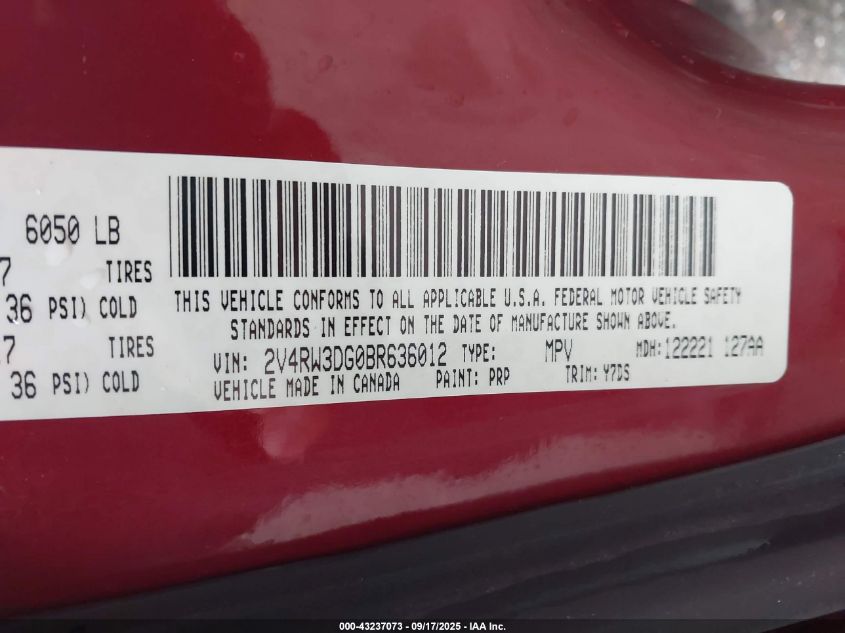 6050 LB
7 TIRES
36 PSI) COLD
17 TIRES
36 PSI) COLD
THIS VEHICLE CONFORMS TO ALL APPLICABLE U.S.A. FEDERAL MOTOR VEHICLE SAFETY
STANDARDS IN EFFECT ON THE DATE OF MANUFACTURE SHOWN ABOVE.
VIN: 2V4RW3DG0BR636012 TYPE: MPV MDH:122221 127AA
VEHICLE MADE IN CANADA PAINT: PRP TRIM: Y7DS
000-43237073 - 09/17/2025 - IAA Inc.